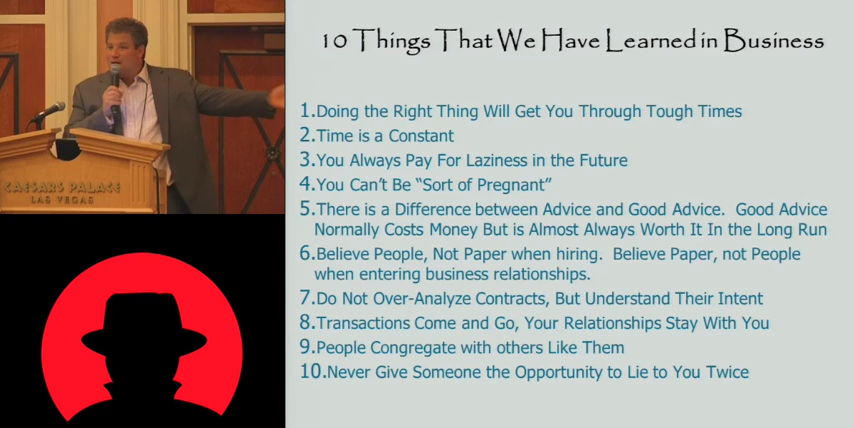 10 Things That We Have Learned in Business
CAESARS PALACE
LAS VEGAS
1.Doing the Right Thing Will Get You Through Tough Times
2.Time is a Constant
3.You Always Pay For Laziness in the Future
4.You Can't Be “Sort of Pregnant”
5.There is a Difference between Advice and Good Advice.  Good Advice
Normally Costs Money But is Almost Always Worth It In the Long Run
6.Believe People, Not Paper when hiring.  Believe Paper, not People
when entering business relationships.
7.Do Not Over-Analyze Contracts, But Understand Their Intent
8.Transactions Come and Go, Your Relationships Stay With You
9.People Congregate with others Like Them
10.Never Give Someone the Opportunity to Lie to You Twice